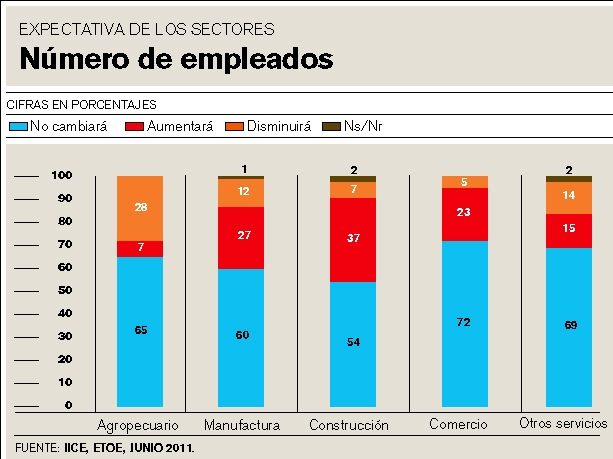 EXPECTATIVA DE LOS SECTORES
Número de empleados
CIFRAS EN PORCENTAJES
No cambiará Aumentará Disminuirá Ns/Nr
100 1 2 2
90 28 12 7 5 14
80 7 27 37 23 15
70
60
50
40
30 65 60 54 72 69
20
10
0
Agropecuario Manufactura Construcción Comercio Otros servicios
FUENTE: IICE, ETOE, JUNIO 2011.